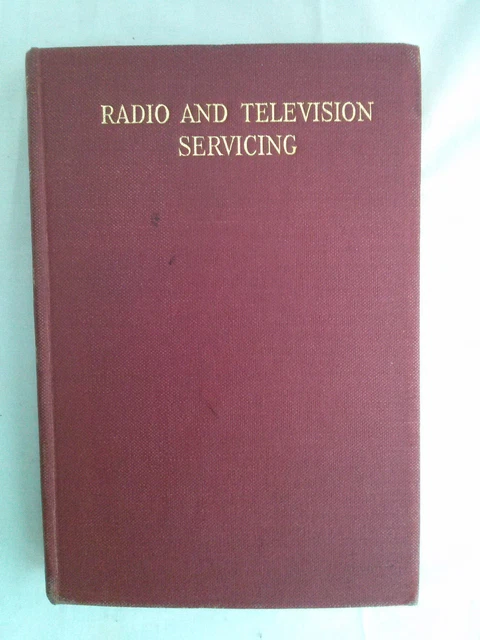 RADIO AND TELEVISION
SERVICING